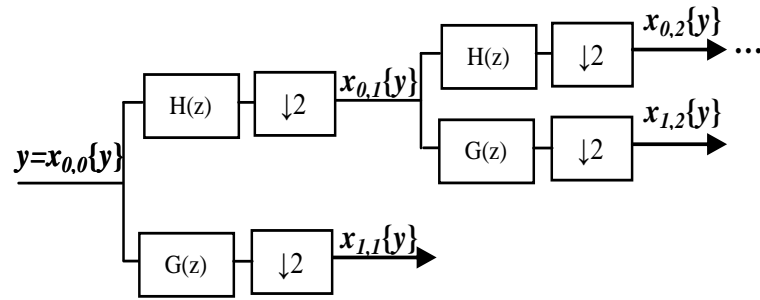 x0,2{y}
H(z) ↓2 ...
x0,1{y}
H(z) ↓2
x1,2{y}
G(z) ↓2
y=x0,0{y}
x1,1{y}
G(z) ↓2